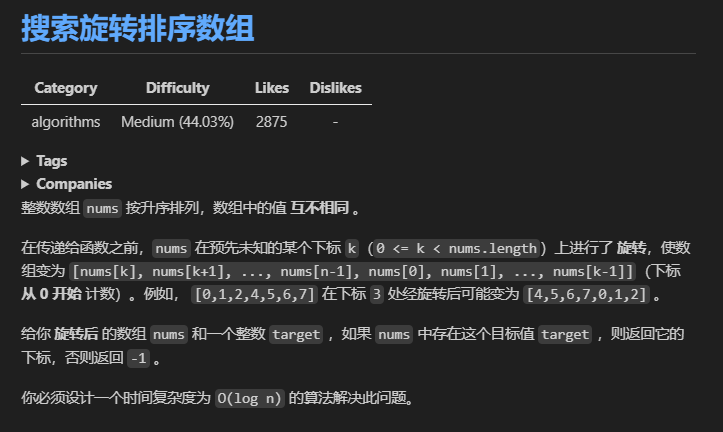 搜索旋转排序数组
Category Difficulty Likes Dislikes
algorithms Medium (44.03%) 2875 -
▶ Tags
▶ Companies
整数数组 nums 按升序排列，数组中的值 互不相同 。
在传递给函数之前，nums 在预先未知的某个下标 k（0 <= k < nums.length）上进行了 旋转，使数
组变为 [nums[k], nums[k+1], ..., nums[n-1], nums[0], nums[1], ..., nums[k-1]]（下标
从 0 开始 计数）。例如， [0,1,2,4,5,6,7] 在下标 3 处经旋转后可能变为 [4,5,6,7,0,1,2] 。
给你 旋转后 的数组 nums 和一个整数 target ，如果 nums 中存在这个目标值 target ，则返回它的
下标，否则返回 -1 。
你必须设计一个时间复杂度为 O(log n) 的算法解决此问题。